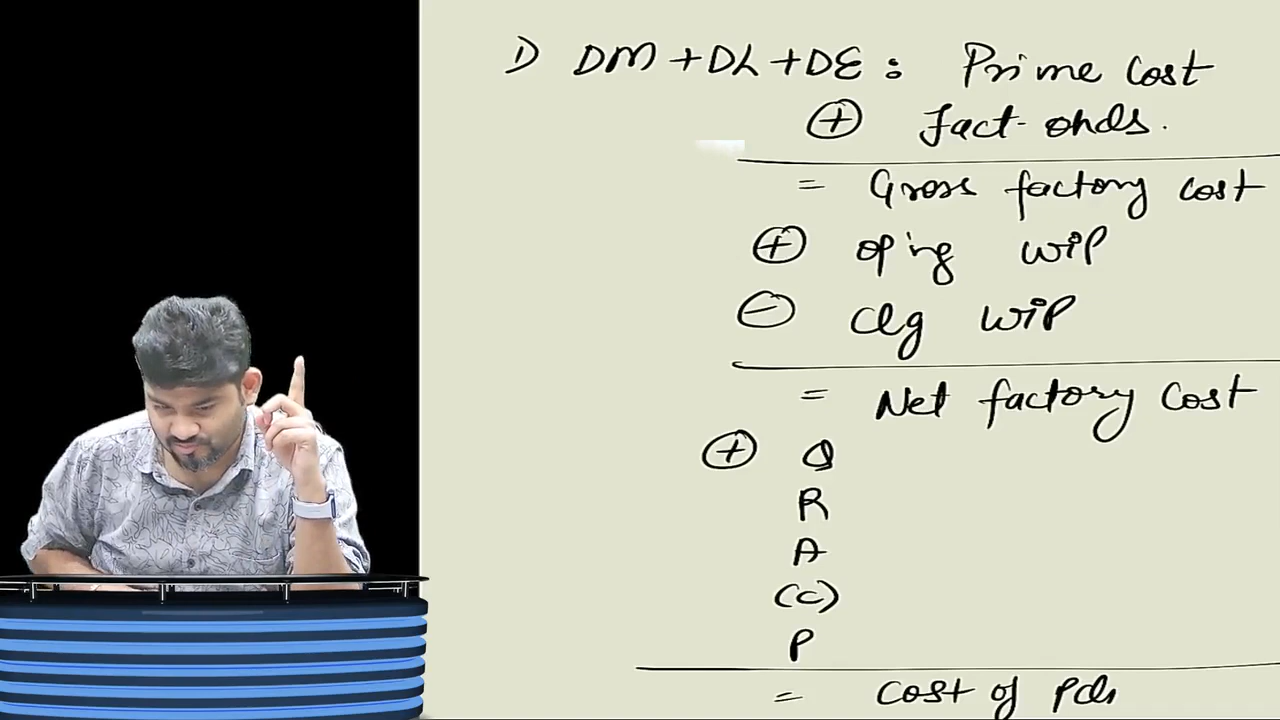 1) DM + DL + DE : Prime Cost
+ Fact- ohds.
= Gross factory cost
+ op'ing WIP
- Clg WIP
= Net factory Cost
+ Q
R
A
(C)
P
= Cost of Pdn